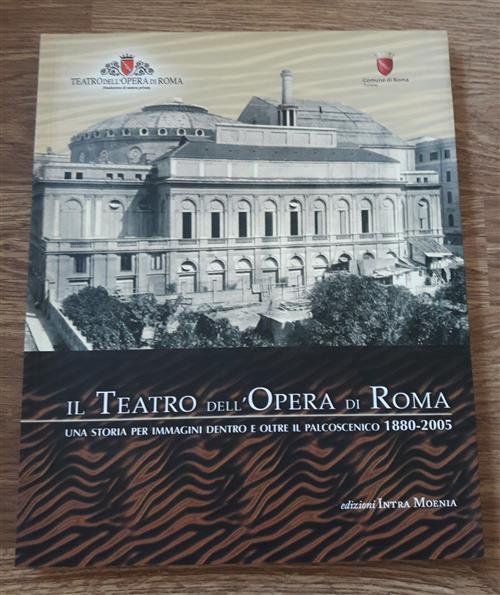 TEATRO DELL'OPERA DI ROMA
Comune di Roma
IL TEATRO DELL'OPERA DI ROMA
UNA STORIA PER IMMAGINI DENTRO E OLTRE IL PALCOSCENICO 1880-2005
edizioni INTRA MOENIA